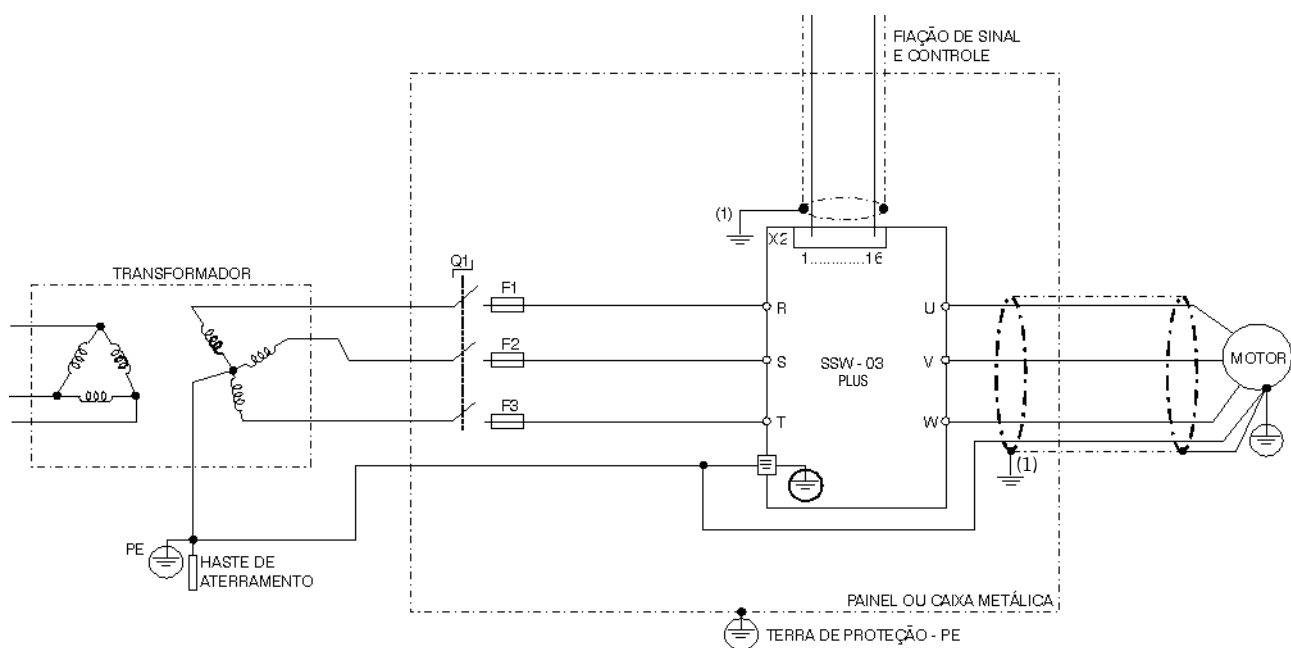 FIAÇÃO DE SINAL
E CONTROLE
(1)
X2
1.............16
TRANSFORMADOR
Q1
F1
R
U
F2
S
SSW - 03
PLUS
V
MOTOR
F3
T
W
(1)
PE
HASTE DE
ATERRAMENTO
PAINEL OU CAIXA METÁLICA
TERRA DE PROTEÇÃO - PE